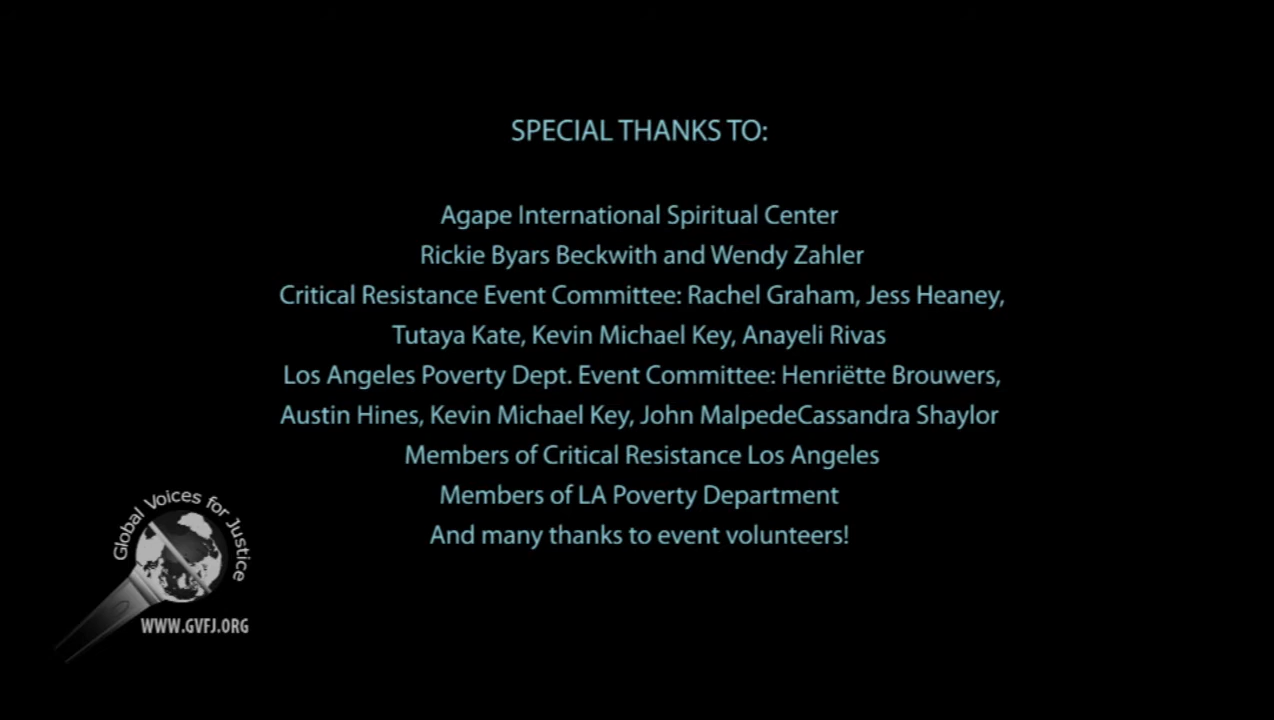 SPECIAL THANKS TO:
Agape International Spiritual Center
Rickie Byars Beckwith and Wendy Zahler
Critical Resistance Event Committee: Rachel Graham, Jess Heaney,
Tutaya Kate, Kevin Michael Key, Anayeli Rivas
Los Angeles Poverty Dept. Event Committee: Henriëtte Brouwers,
Austin Hines, Kevin Michael Key, John MalpedeCassandra Shaylor
Members of Critical Resistance Los Angeles
Members of LA Poverty Department
And many thanks to event volunteers!
Global Voices for Justice
WWW.GVFJ.ORG